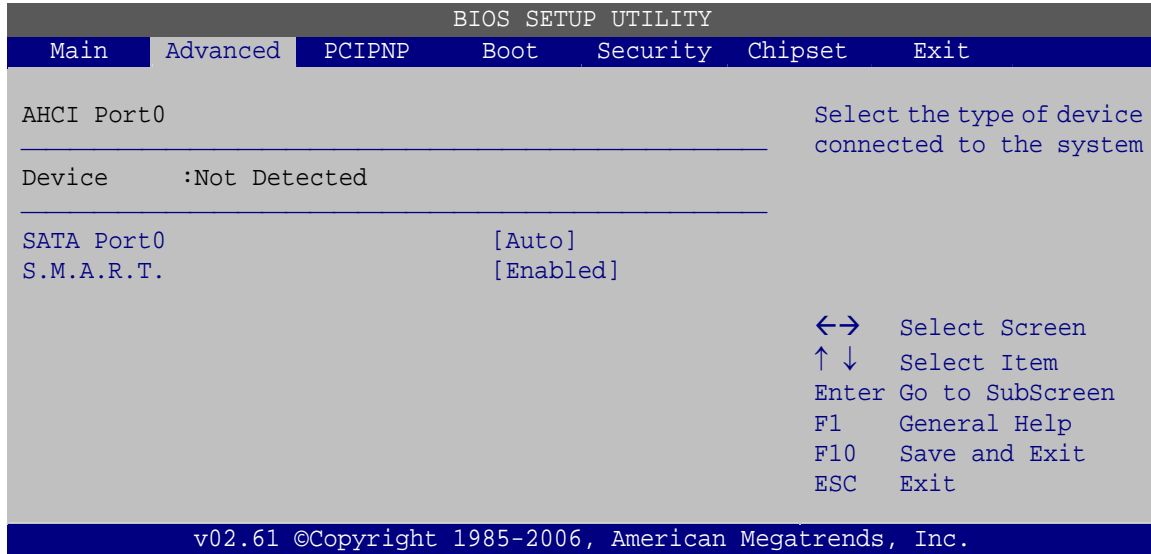 BIOS SETUP UTILITY
Main Advanced PCIPNP Boot Security Chipset Exit
AHCI Port0
Device :Not Detected
SATA Port0 [Auto]
S.M.A.R.T. [Enabled]
Select the type of device
connected to the system
←→ Select Screen
↑ ↓ Select Item
Enter Go to SubScreen
F1 General Help
F10 Save and Exit
ESC Exit
v02.61 ©Copyright 1985-2006, American Megatrends, Inc.